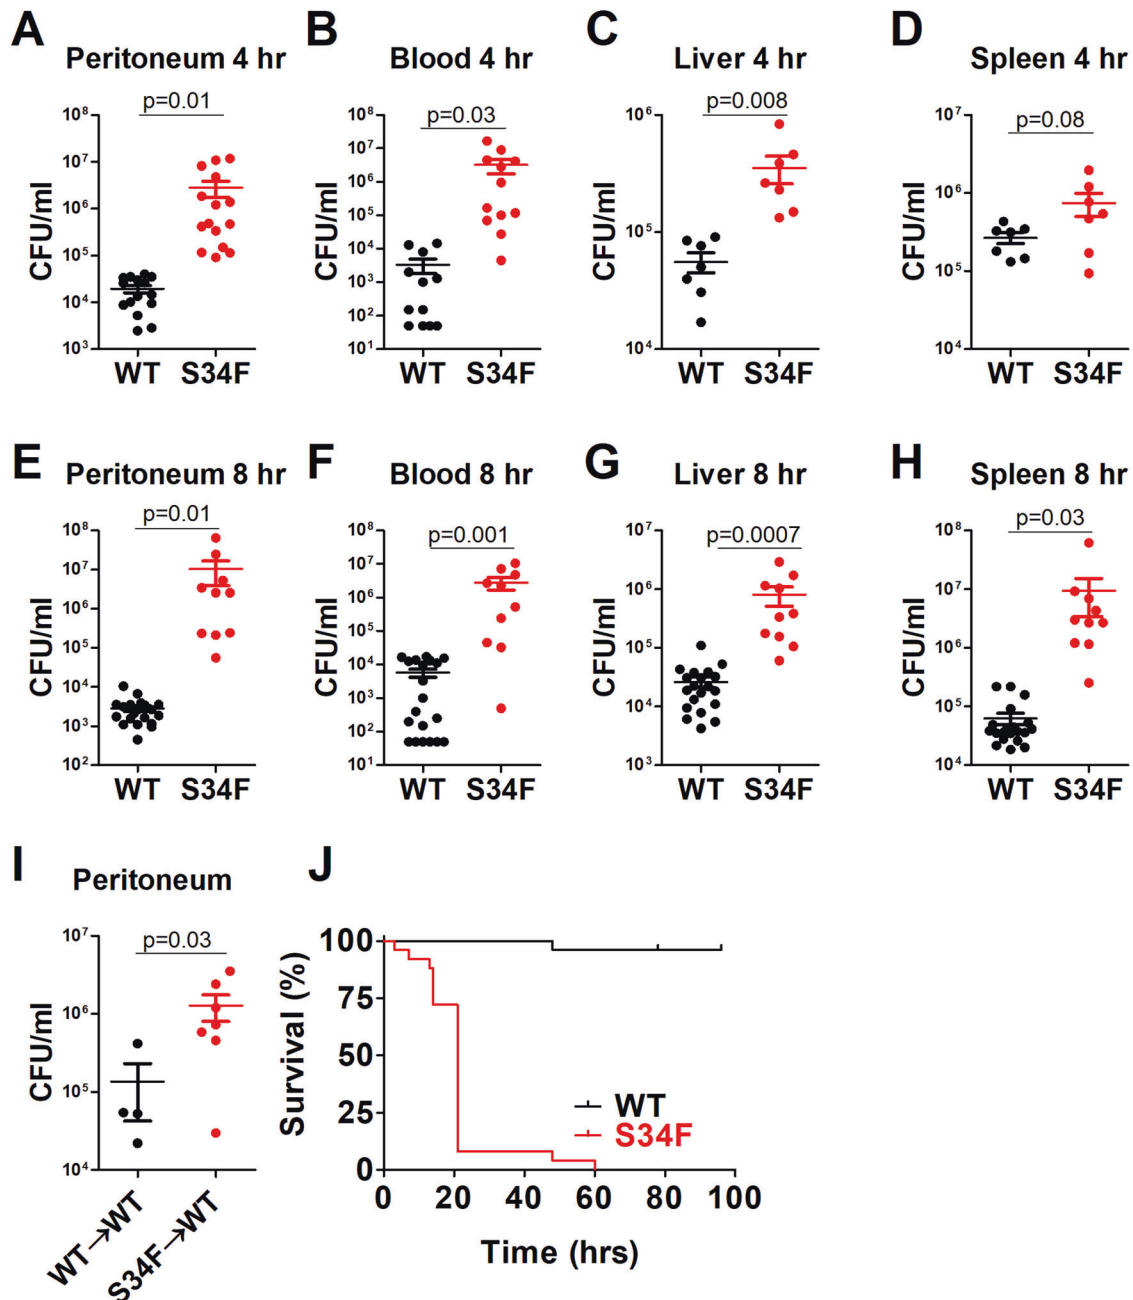 A B C D
Peritoneum 4 hr Blood 4 hr Liver 4 hr Spleen 4 hr
p=0.01 p=0.03 p=0.008 p=0.08
CFU/ml CFU/ml CFU/ml CFU/ml
10⁸ 10⁸ 10⁶ 10⁷
10⁷ 10⁷
10⁶ 10⁶ 10⁵ 10⁶
10⁵ 10⁵
10⁴ 10⁴ 10⁴ 10⁵
10³ 10³ 10⁴
10²
10¹
WT S34F WT S34F WT S34F WT S34F
E F G H
Peritoneum 8 hr Blood 8 hr Liver 8 hr Spleen 8 hr
p=0.01 p=0.001 p=0.0007 p=0.03
CFU/ml CFU/ml CFU/ml CFU/ml
10⁸ 10⁸ 10⁷ 10⁸
10⁷ 10⁷ 10⁶ 10⁷
10⁶ 10⁶ 10⁵ 10⁶
10⁵ 10⁵ 10⁴ 10⁵
10⁴ 10⁴ 10³ 10⁴
10³ 10³
10² 10²
10¹
WT S34F WT S34F WT S34F WT S34F
I J
Peritoneum
p=0.03
CFU/ml
10⁷
10⁶
10⁵
10⁴
WT→WT S34F→WT
Survival (%)
100
75
50
25
0
WT
S34F
0 20 40 60 80 100
Time (hrs)